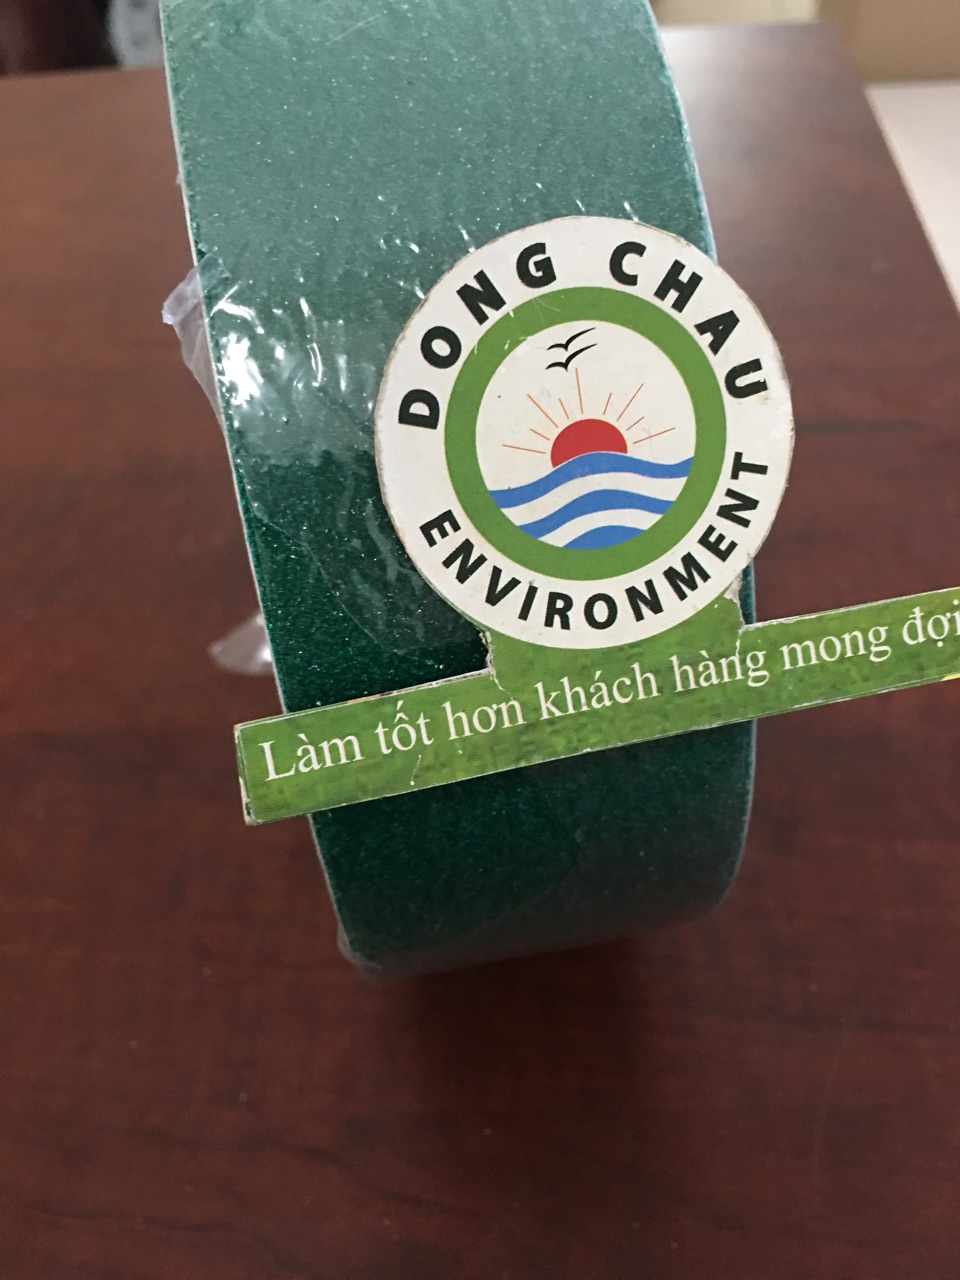 DONG CHAU
ENVIRONMENT
Làm tốt hơn khách hàng mong đợi